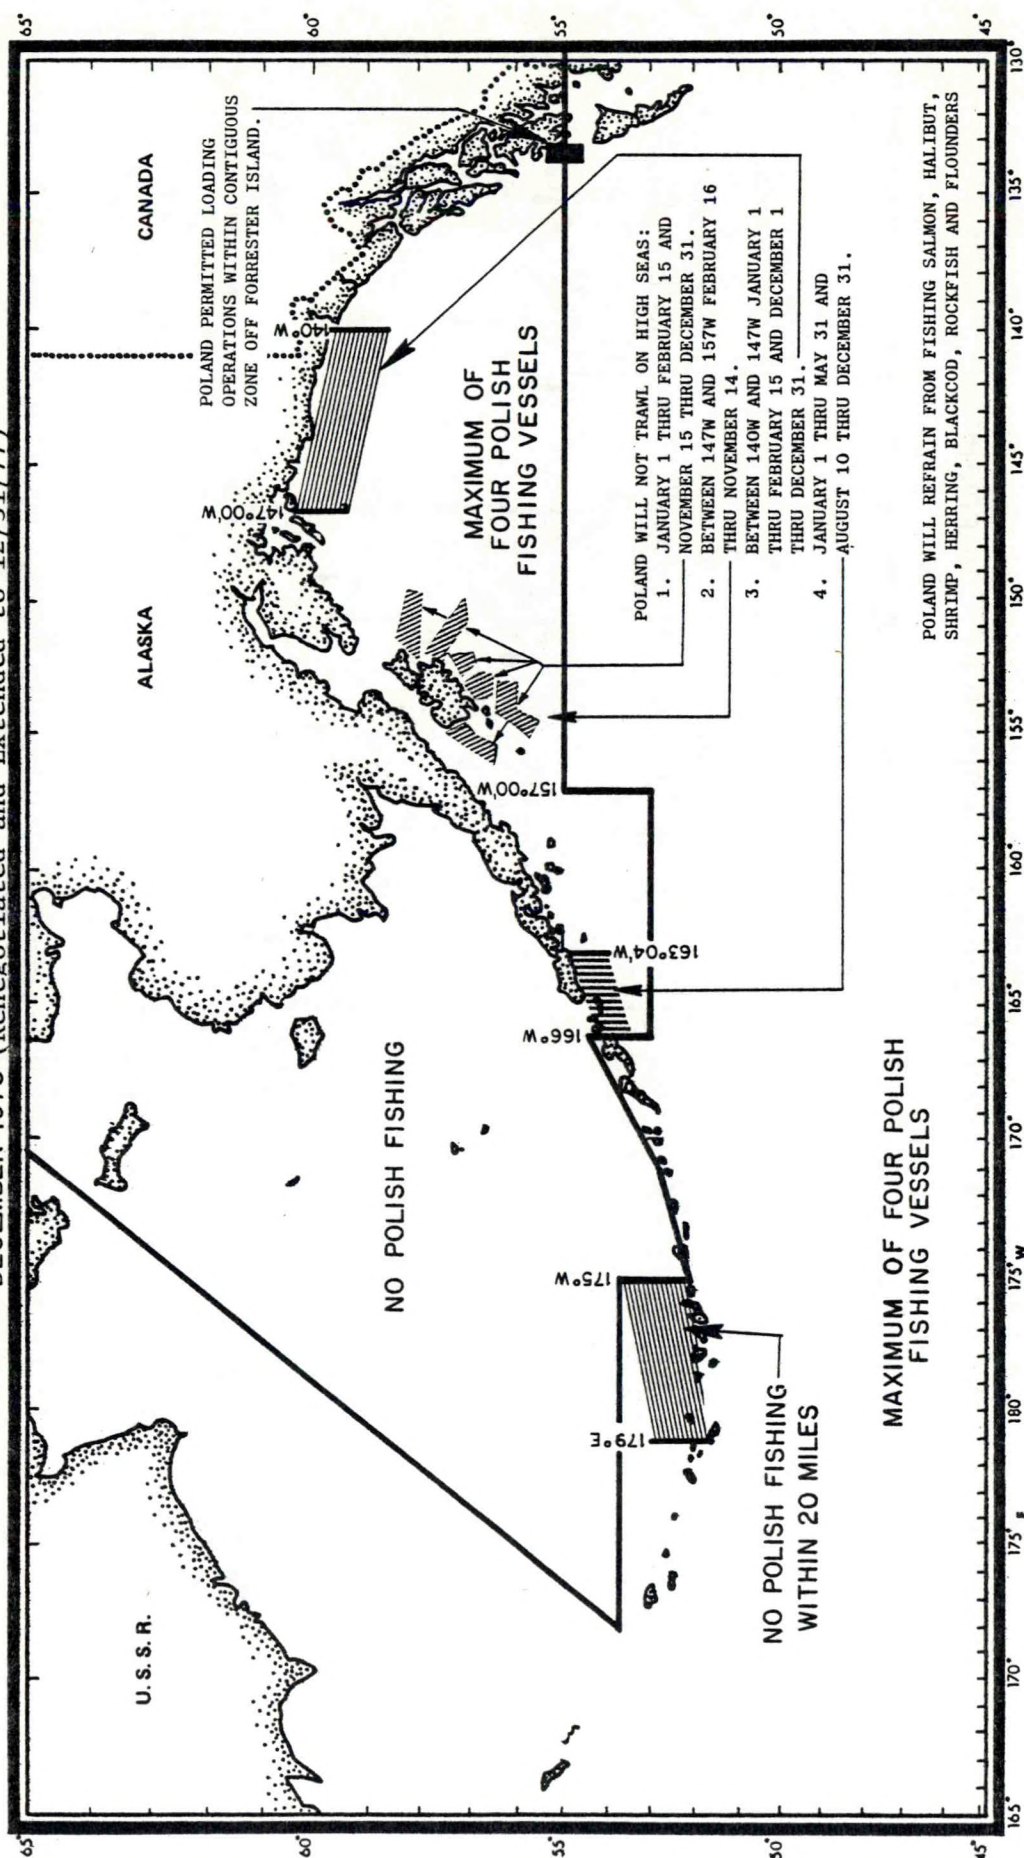 DECEMBER 1975 (Renegotiated and Extended to 12/31/77)
65°
60°
55°
50°
45°
U.S.S.R.
ALASKA
CANADA
POLAND PERMITTED LOADING
OPERATIONS WITHIN CONTIGUOUS
ZONE OFF FORRESTER ISLAND.
140°W
147°00'W
157°00'W
163°04'W
166°W
175°W
179°E
NO POLISH FISHING
MAXIMUM OF
FOUR POLISH
FISHING VESSELS
NO POLISH FISHING
WITHIN 20 MILES
MAXIMUM OF FOUR POLISH
FISHING VESSELS
POLAND WILL NOT TRAWL ON HIGH SEAS:
1. JANUARY 1 THRU FEBRUARY 15 AND
NOVEMBER 15 THRU DECEMBER 31.
2. BETWEEN 147W AND 157W FEBRUARY 16
THRU NOVEMBER 14.
3. BETWEEN 140W AND 147W JANUARY 1
THRU FEBRUARY 15 AND DECEMBER 1
THRU DECEMBER 31.
4. JANUARY 1 THRU MAY 31 AND
AUGUST 10 THRU DECEMBER 31.
POLAND WILL REFRAIN FROM FISHING SALMON, HALIBUT,
SHRIMP, HERRING, BLACKCOD, ROCKFISH AND FLOUNDERS
65°
60°
55°
50°
45°
165°
170°
175°
E
180°
175°
W
170°
165°
160°
155°
150°
145°
140°
135°
130°